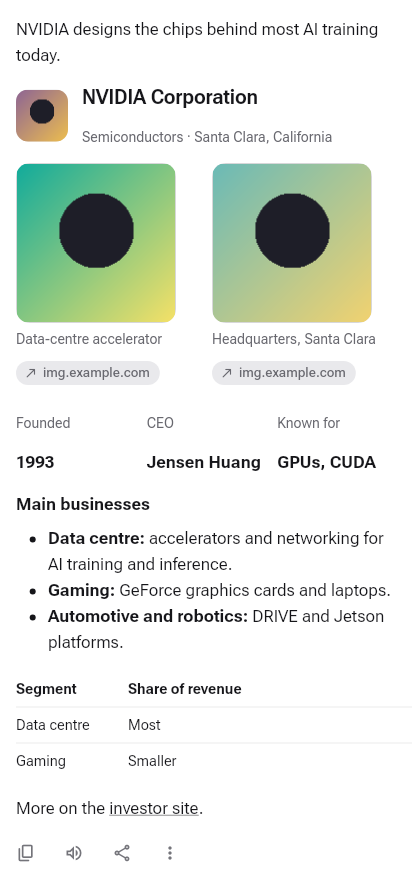 NVIDIA designs the chips behind most AI training
today.
NVIDIA Corporation
Semiconductors · Santa Clara, California
Data-centre accelerator
Headquarters, Santa Clara
img.example.com
img.example.com
Founded
CEO
Known for
1993
Jensen Huang
GPUs, CUDA
Main businesses
Data centre: accelerators and networking for
AI training and inference.
Gaming: GeForce graphics cards and laptops.
Automotive and robotics: DRIVE and Jetson
platforms.
Segment
Share of revenue
Data centre
Most
Gaming
Smaller
More on the investor site.